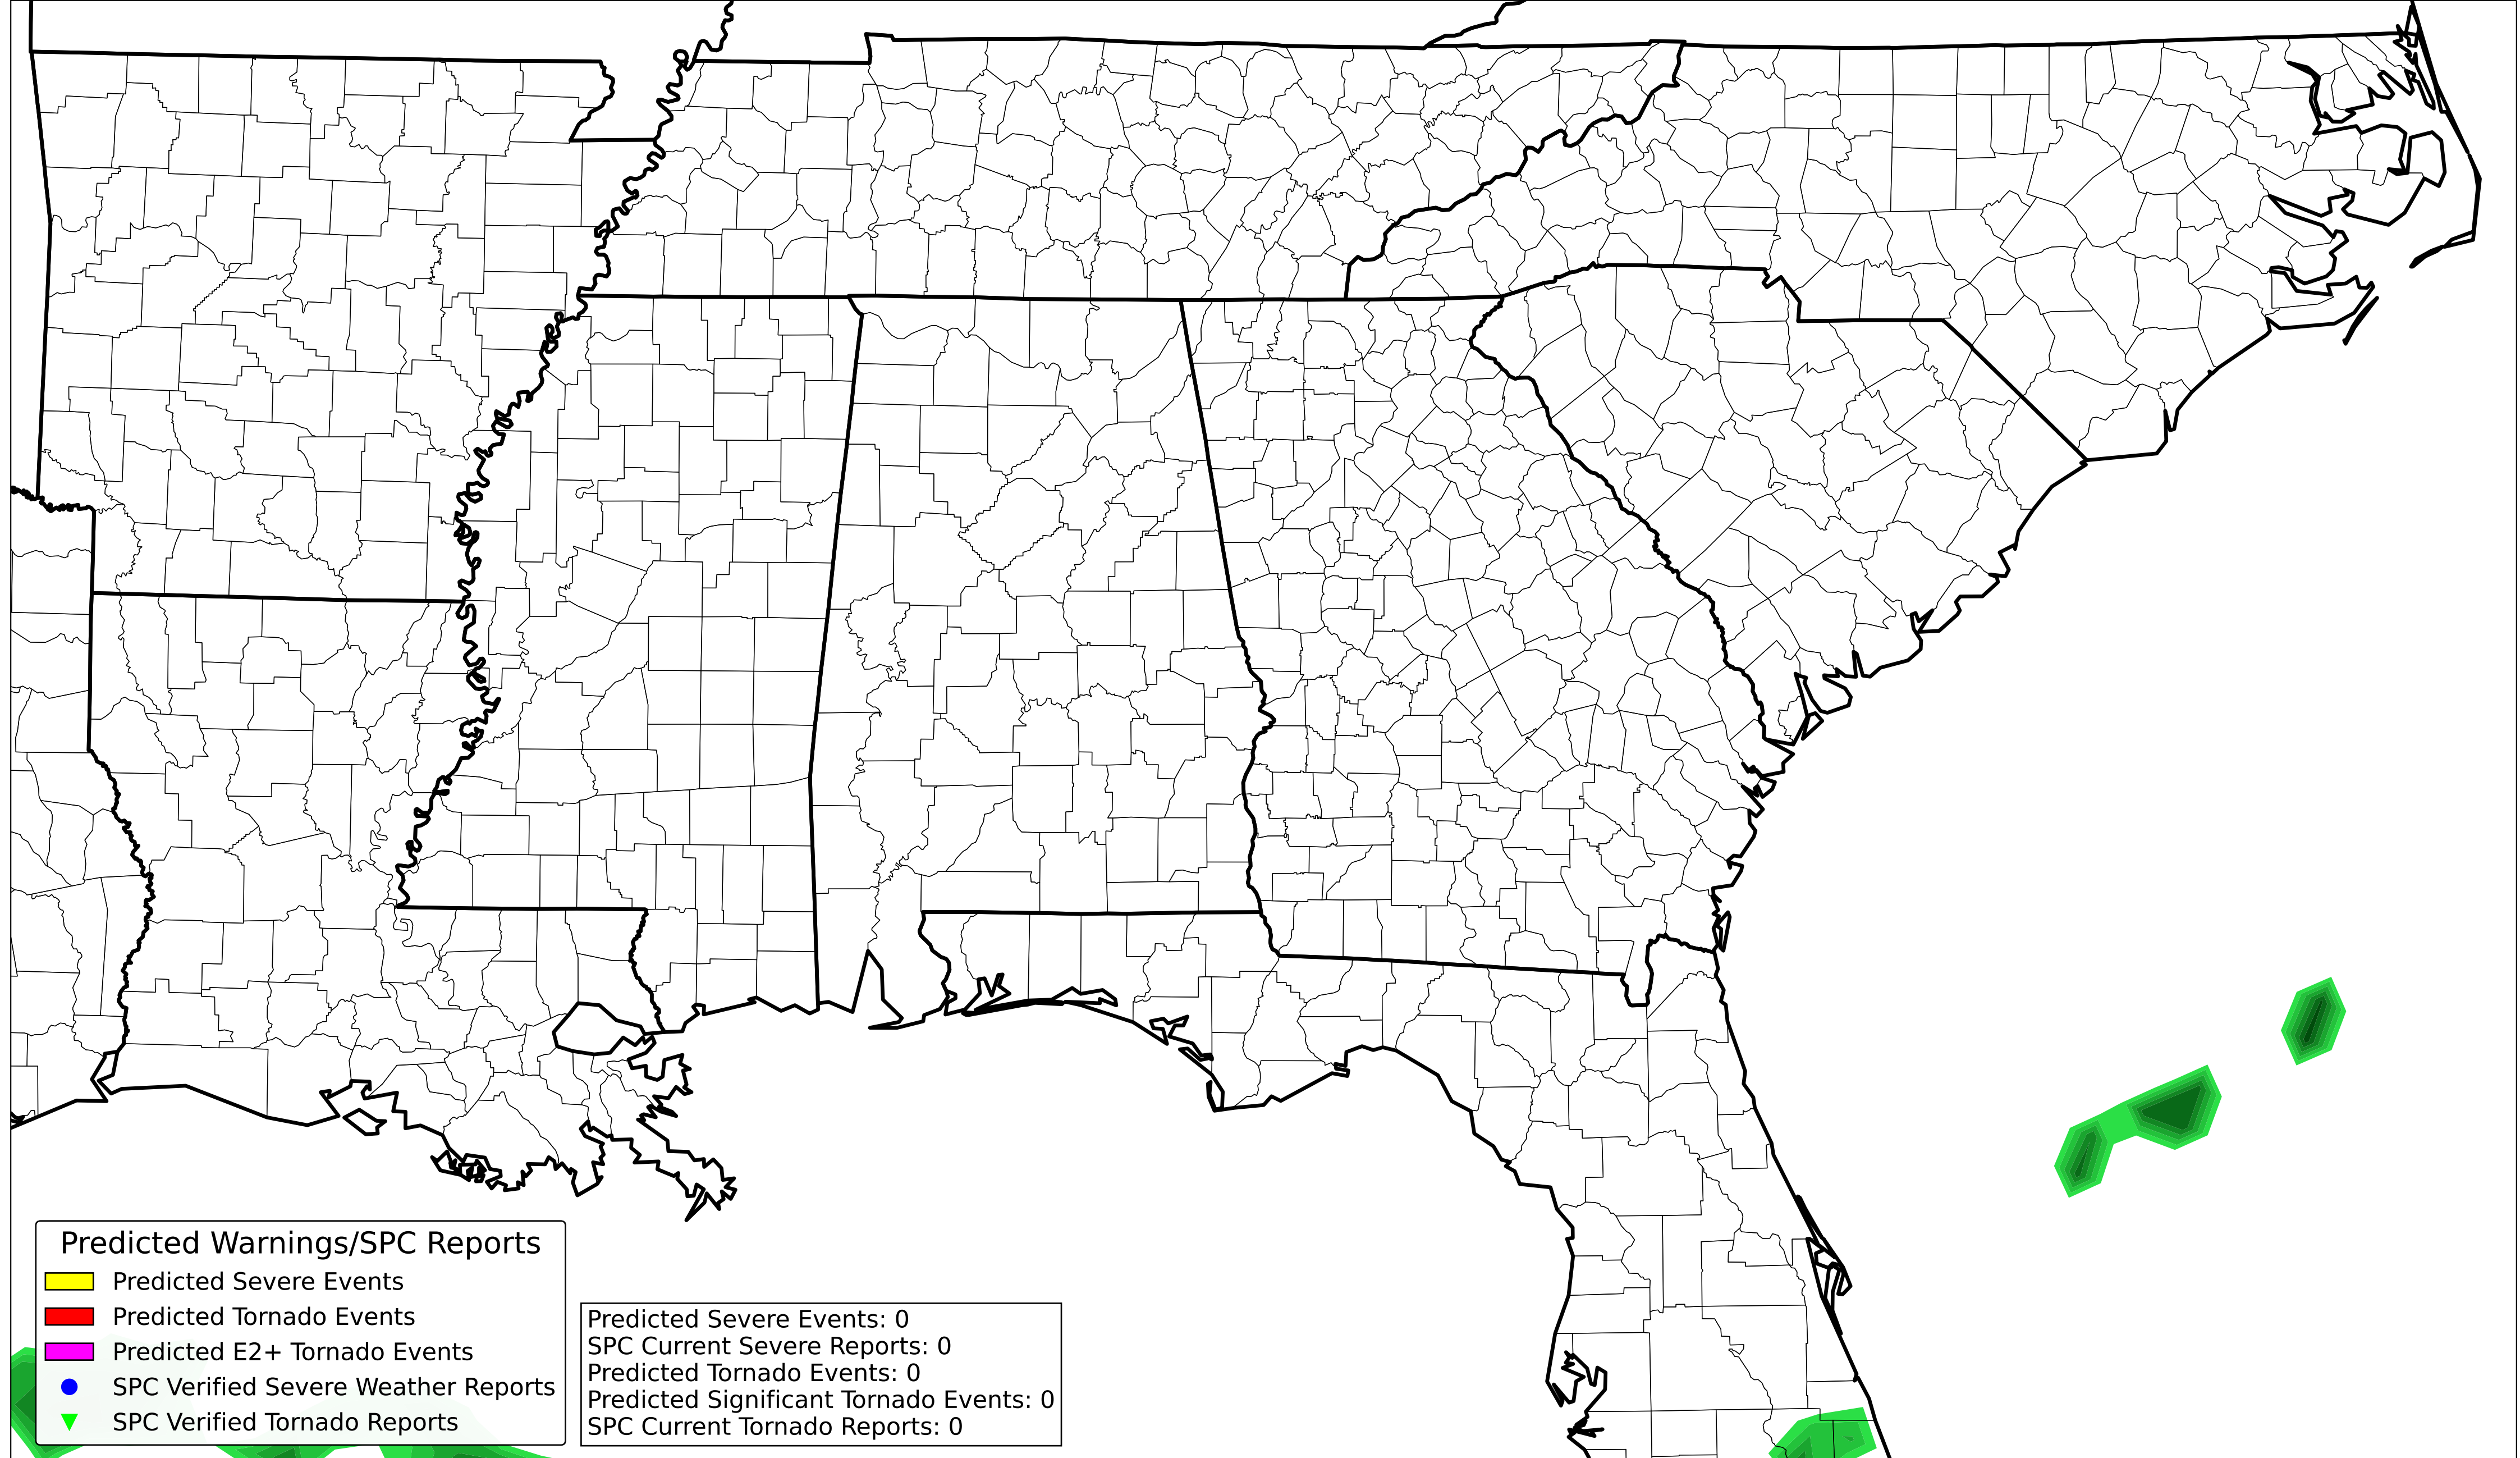 Predicted Warnings/SPC Reports
Predicted Severe Events
Predicted Tornado Events
Predicted E2+ Tornado Events
SPC Verified Severe Weather Reports
SPC Verified Tornado Reports
Predicted Severe Events: 0
SPC Current Severe Reports: 0
Predicted Tornado Events: 0
Predicted Significant Tornado Events: 0
SPC Current Tornado Reports: 0